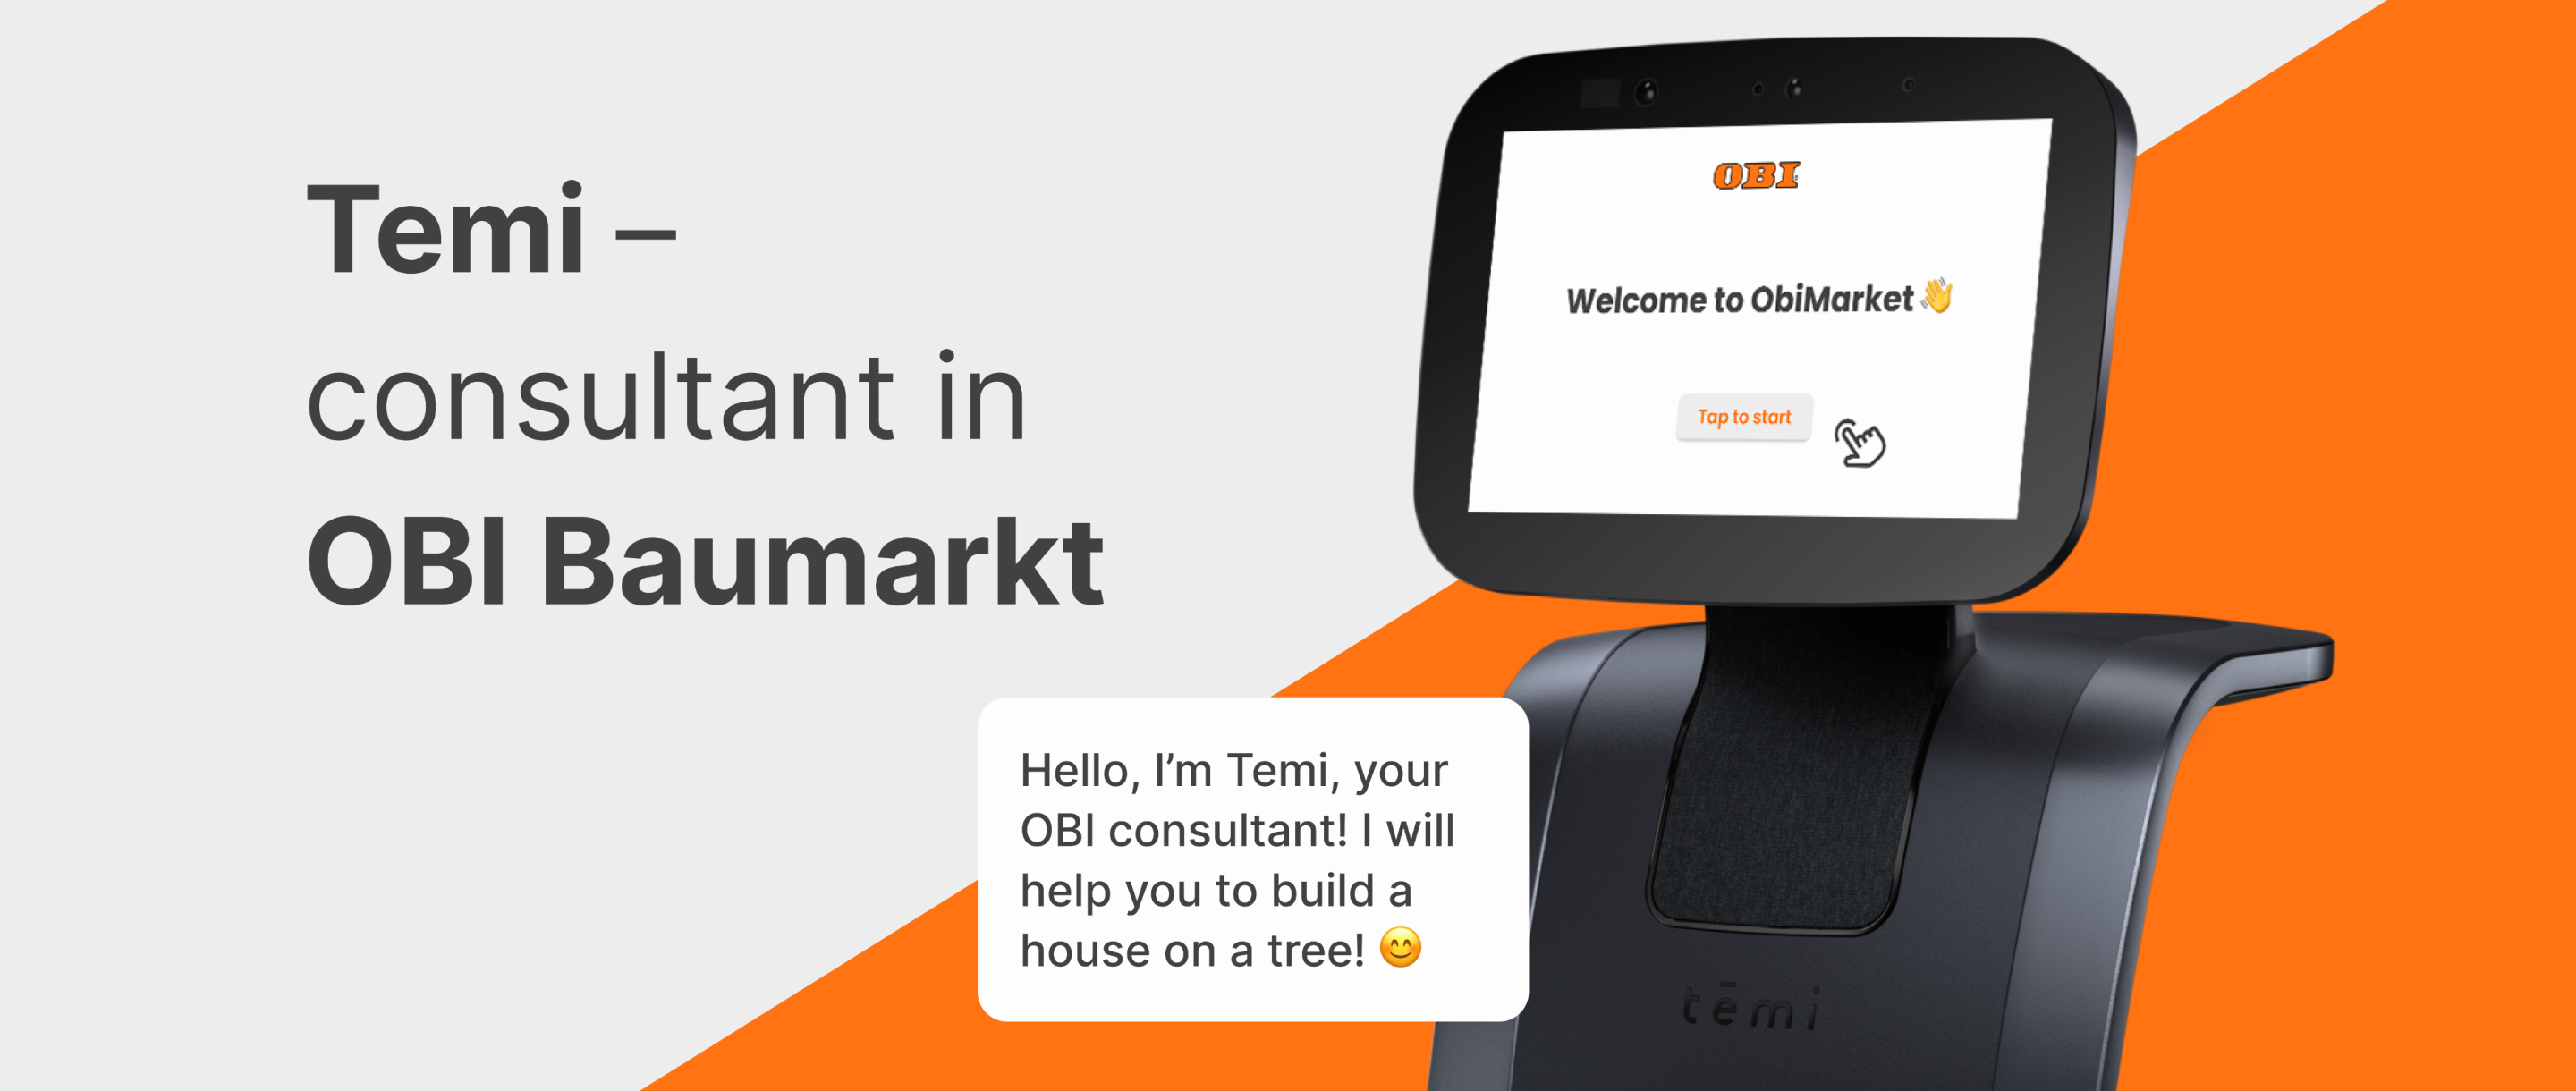 Temi –
consultant in
OBI Baumarkt
OBI
Welcome to ObiMarket 👋
Tap to start
Hello, I’m Temi, your
OBI consultant! I will
help you to build a
house on a tree! 😊
tēmi